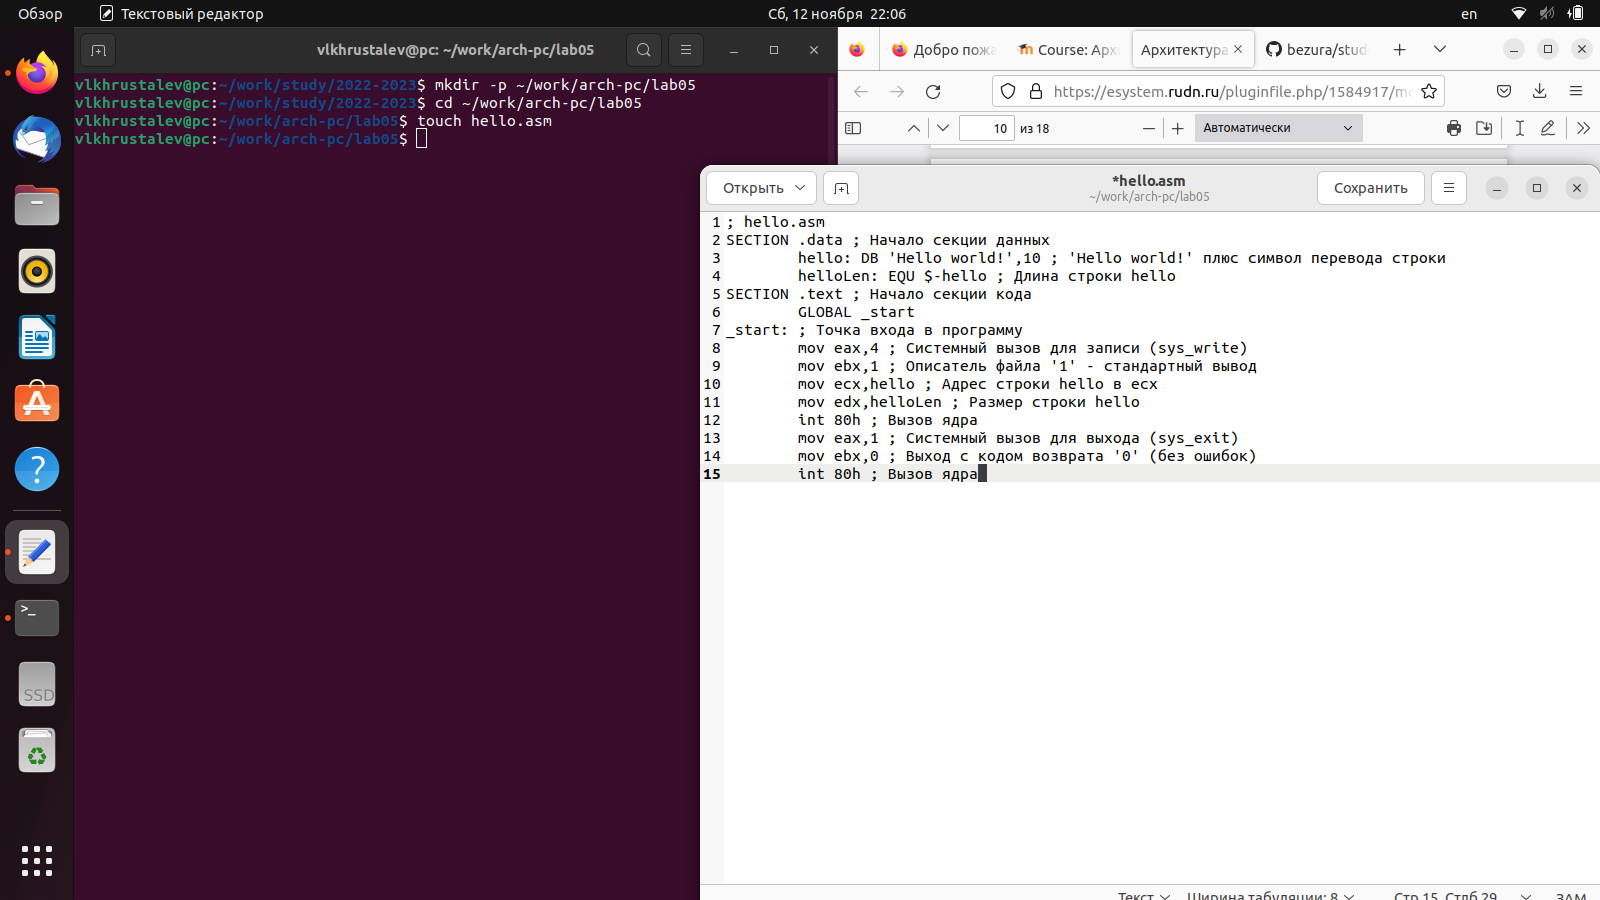 Обзор
Текстовый редактор
Сб, 12 ноября 22:06
en
vlkhrustalev@pc: ~/work/arch-pc/lab05
vlkhrustalev@pc:~/work/study/2022-2023$ mkdir -p ~/work/arch-pc/lab05
vlkhrustalev@pc:~/work/study/2022-2023$ cd ~/work/arch-pc/lab05
vlkhrustalev@pc:~/work/arch-pc/lab05$ touch hello.asm
vlkhrustalev@pc:~/work/arch-pc/lab05$
Добро пожа
Course: Архи
Архитектура
bezura/stud
https://esystem.rudn.ru/pluginfile.php/1584917/mo
10 из 18
Автоматически
Открыть
*hello.asm
~/work/arch-pc/lab05
Сохранить
1 ; hello.asm
2 SECTION .data ; Начало секции данных
3 hello: DB 'Hello world!',10 ; 'Hello world!' плюс символ перевода строки
4 helloLen: EQU $-hello ; Длина строки hello
5 SECTION .text ; Начало секции кода
6 GLOBAL _start
7 _start: ; Точка входа в программу
8 mov eax,4 ; Системный вызов для записи (sys_write)
9 mov ebx,1 ; Описатель файла '1' - стандартный вывод
10 mov ecx,hello ; Адрес строки hello в ecx
11 mov edx,helloLen ; Размер строки hello
12 int 80h ; Вызов ядра
13 mov eax,1 ; Системный вызов для выхода (sys_exit)
14 mov ebx,0 ; Выход с кодом возврата '0' (без ошибок)
15 int 80h ; Вызов ядра
Текст
Ширина табуляции: 8
Стр 15, Стлб 29
ЗАМ
>_
SSD